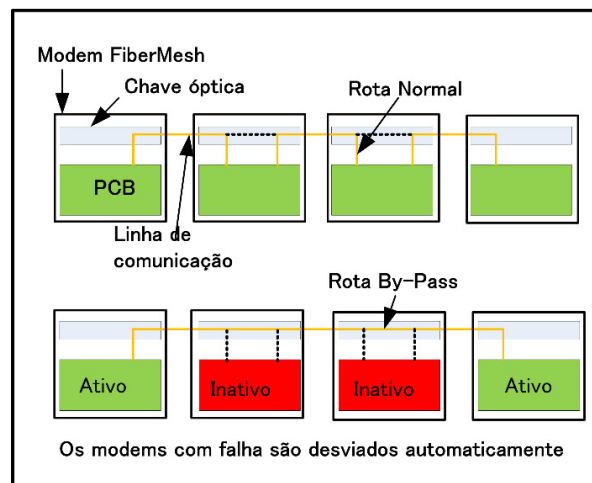 Modem FiberMesh
Chave óptica
Rota Normal
PCB
Linha de
comunicação
Rota By-Pass
Ativo
Inativo
Inativo
Ativo
Os modems com falha são desviados automaticamente